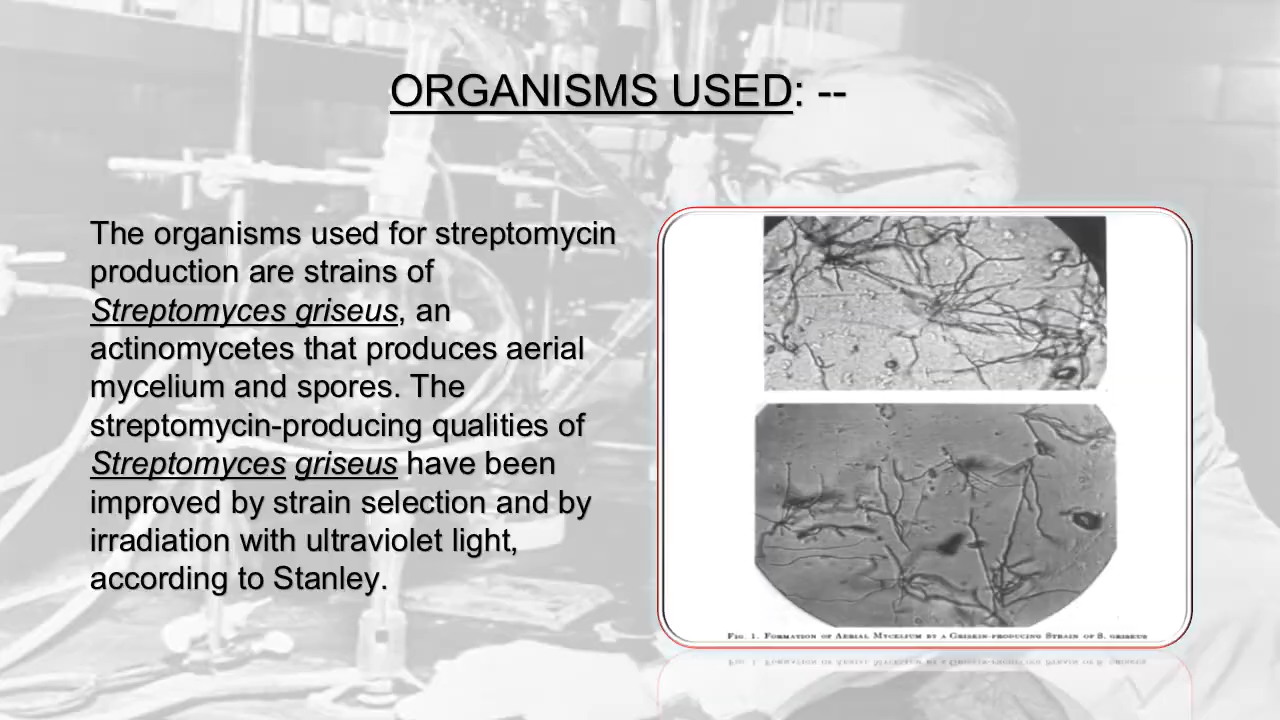 ORGANISMS USED: --
The organisms used for streptomycin
production are strains of
Streptomyces griseus, an
actinomycetes that produces aerial
mycelium and spores. The
streptomycin-producing qualities of
Streptomyces griseus have been
improved by strain selection and by
irradiation with ultraviolet light,
according to Stanley.
Fig. 1. Formation of Aerial Mycelium by a Grisein-producing Strain of S. griseus